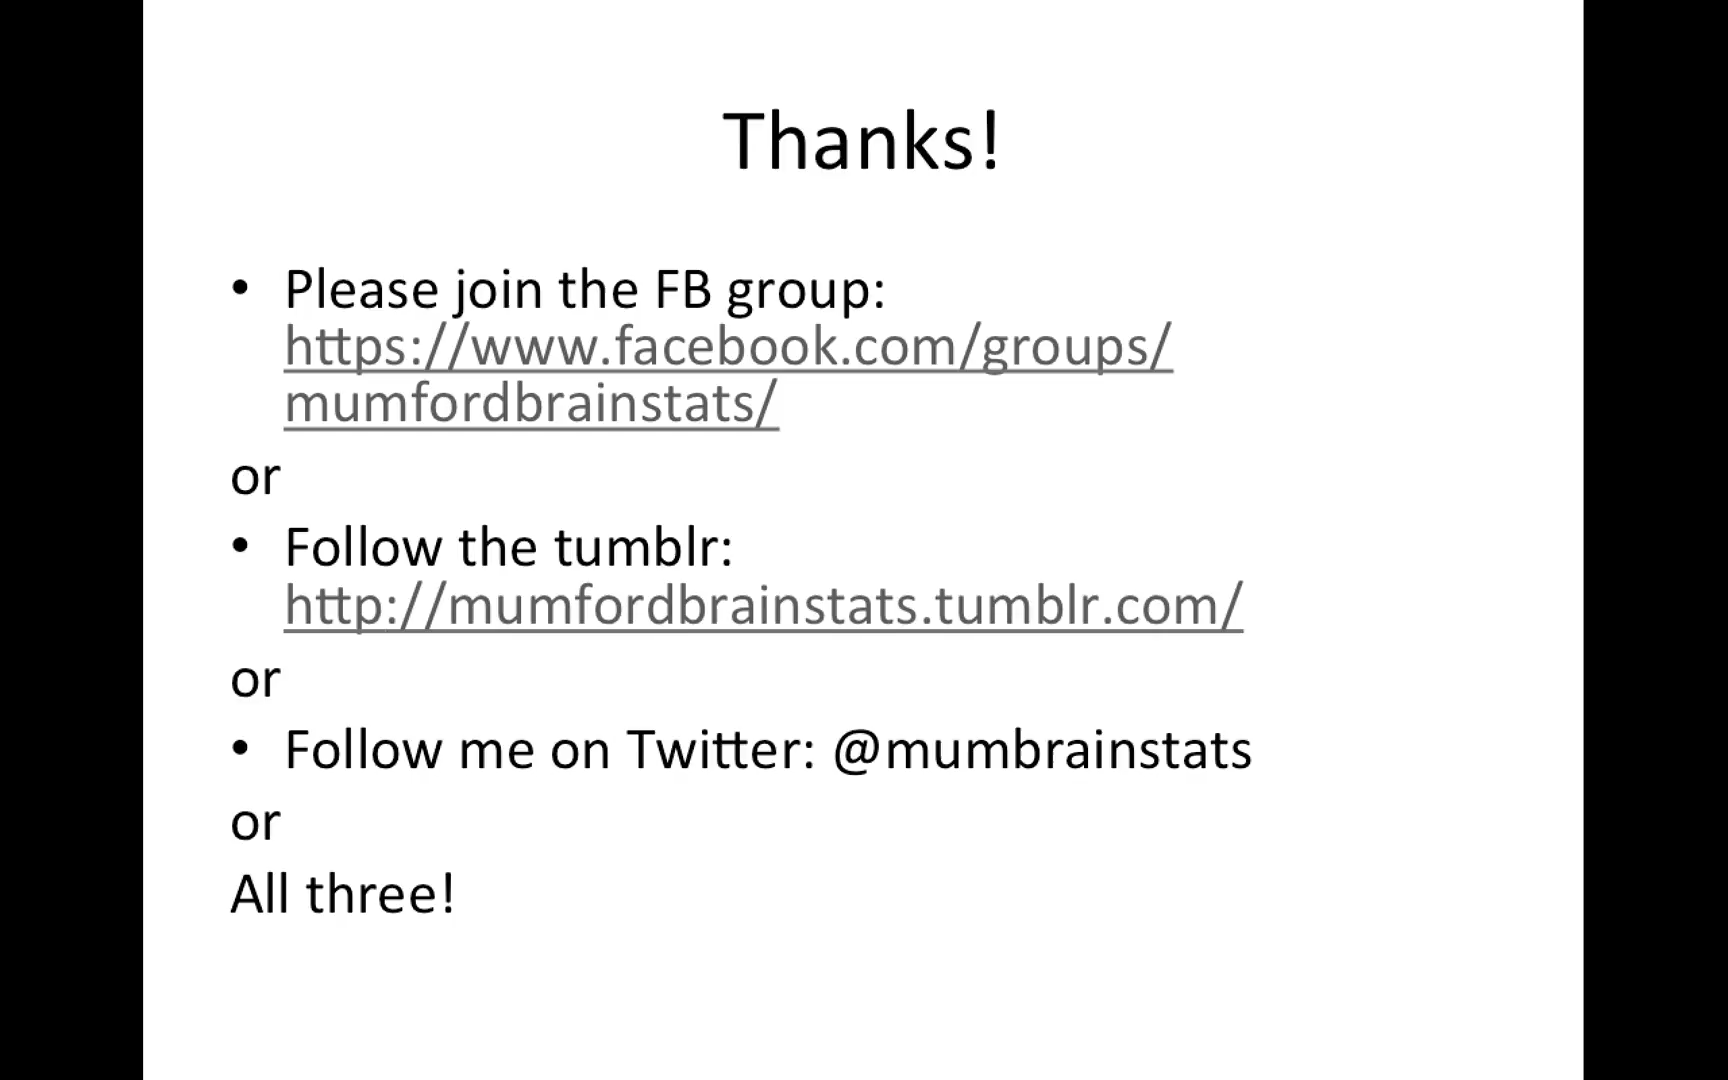 Thanks!
• Please join the FB group:
https://www.facebook.com/groups/
mumfordbrainstats/
or
• Follow the tumblr:
http://mumfordbrainstats.tumblr.com/
or
• Follow me on Twitter: @mumbrainstats
or
All three!